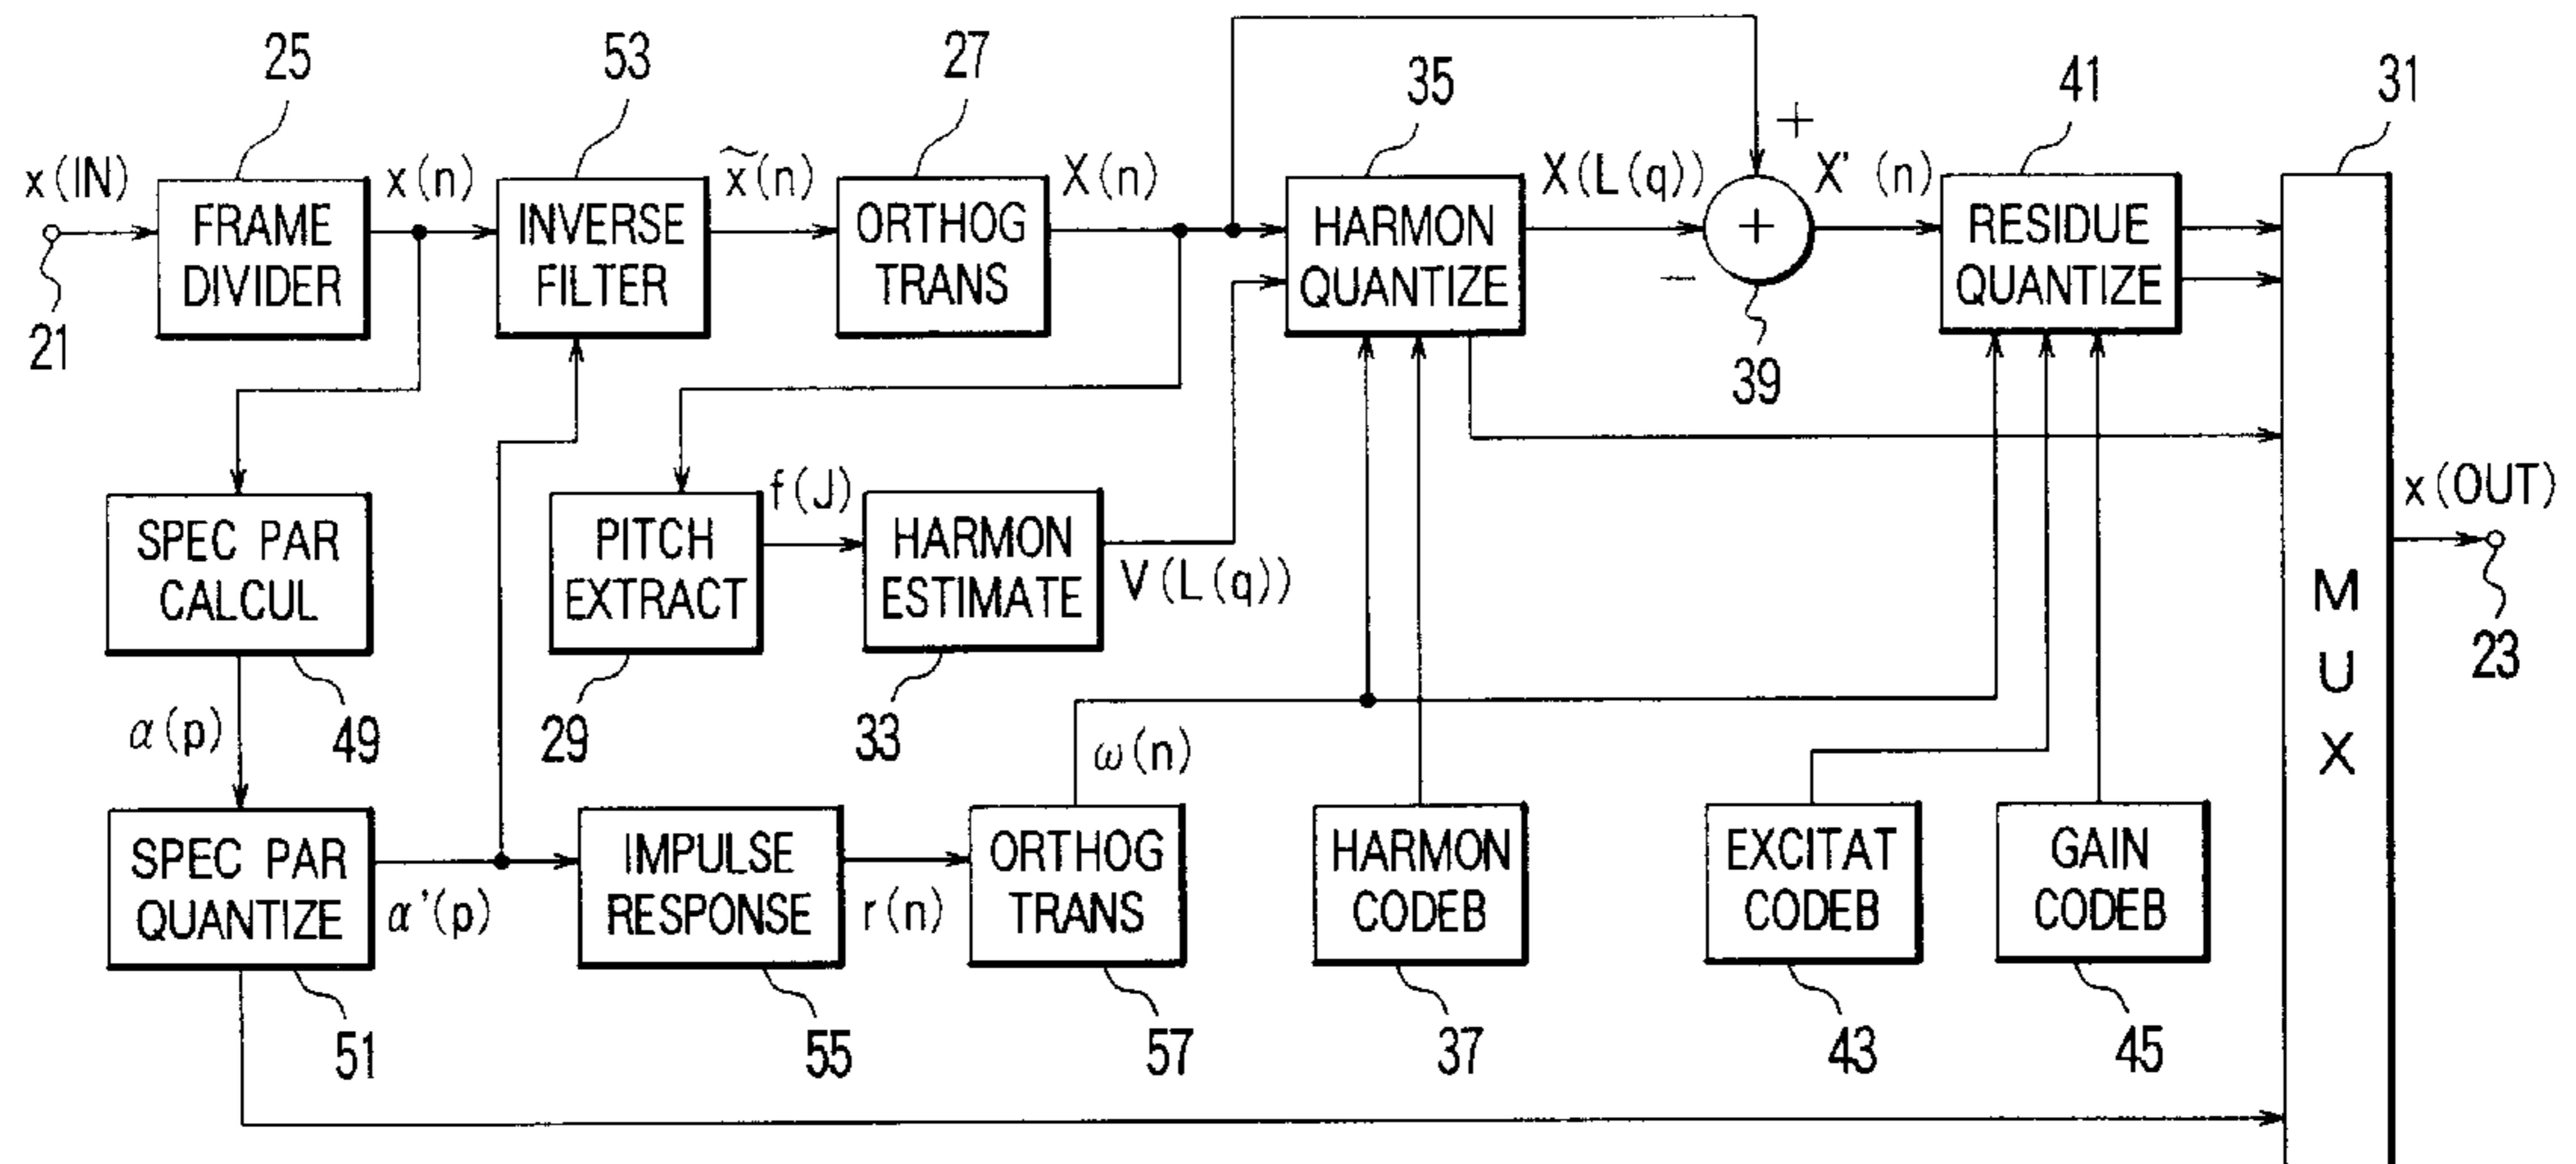 25
53
27
35
41
31
x(IN)
FRAME
DIVIDER
x(n)
INVERSE
FILTER
x̃(n)
ORTHOG
TRANS
X(n)
HARMON
QUANTIZE
X(L(q))
+
+
−
X'(n)
RESIDUE
QUANTIZE
21
39
SPEC PAR
CALCUL
PITCH
EXTRACT
f(J)
HARMON
ESTIMATE
V(L(q))
x(OUT)
23
MUX
α(p)
49
29
33
ω(n)
SPEC PAR
QUANTIZE
α'(p)
IMPULSE
RESPONSE
r(n)
ORTHOG
TRANS
HARMON
CODEB
EXCITAT
CODEB
GAIN
CODEB
51
55
57
37
43
45